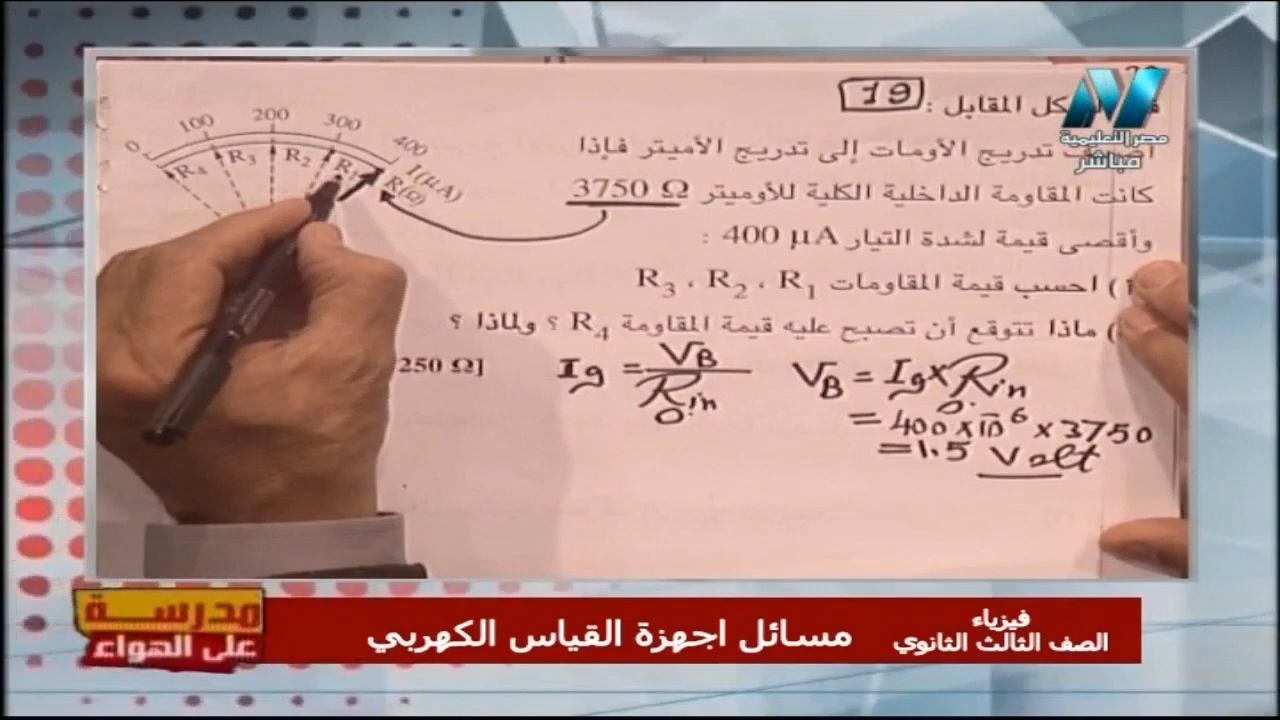 19
كل المقابل :
مصر التعليمية
مباشر
تدريج الأومات إلى تدريج الأميتر فإذا
كانت المقاومة الداخلية الكلية للأوميتر 3750 Ω
وأقصى قيمة لشدة التيار 400 μA :
احسب قيمة المقاومات R1 ، R2 ، R3
ماذا تتوقع أن تصبح عليه قيمة المقاومة R4 ؟ ولماذا ؟
250 Ω]
0 100 200 300 400
I(μA)
R4 R3 R2 R1 R(Ω)
Ig = VB / Rin
VB = Ig × Rin
= 400 × 10⁻⁶ × 3750
= 1.5 Volt
مدرسة
على الهواء
فيزياء
الصف الثالث الثانوي
مسائل اجهزة القياس الكهربي